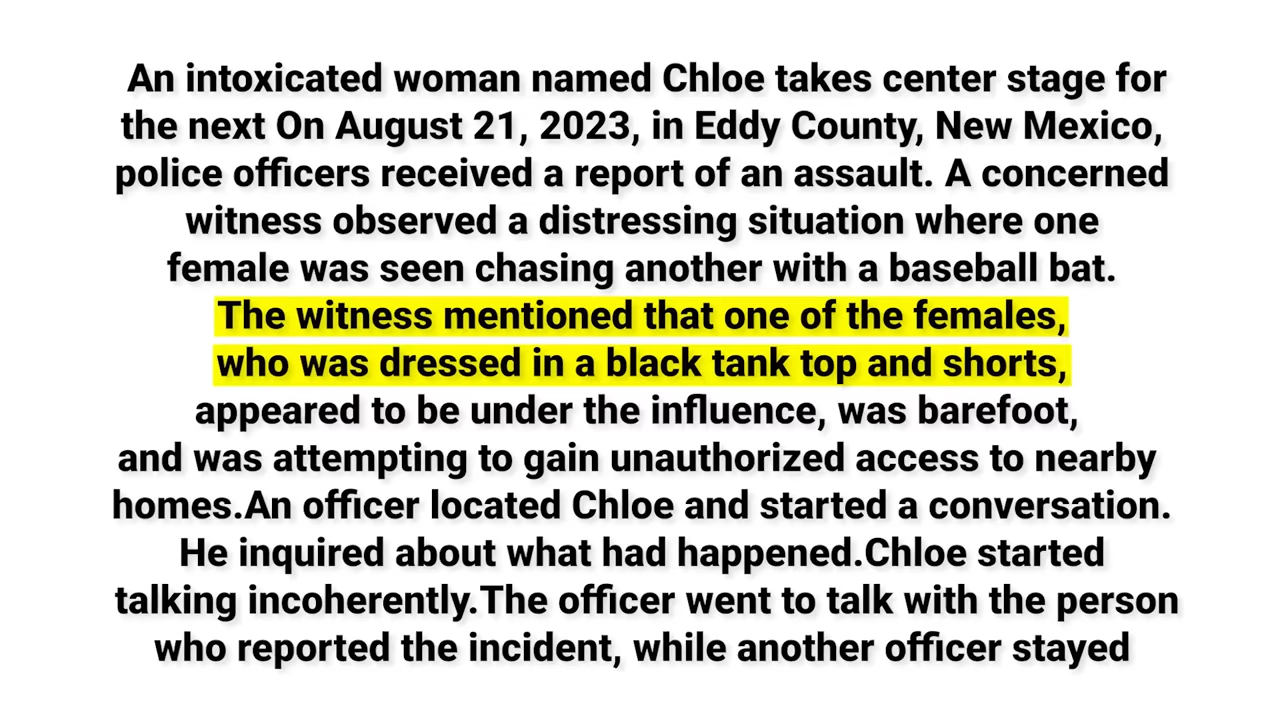 An intoxicated woman named Chloe takes center stage for
the next On August 21, 2023, in Eddy County, New Mexico,
police officers received a report of an assault. A concerned
witness observed a distressing situation where one
female was seen chasing another with a baseball bat.
The witness mentioned that one of the females,
who was dressed in a black tank top and shorts,
appeared to be under the influence, was barefoot,
and was attempting to gain unauthorized access to nearby
homes.An officer located Chloe and started a conversation.
He inquired about what had happened.Chloe started
talking incoherently.The officer went to talk with the person
who reported the incident, while another officer stayed